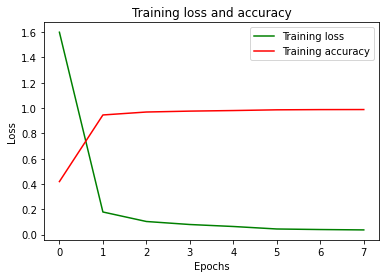 Training loss and accuracy
Training loss
Training accuracy
1.6
1.4
1.2
1.0
0.8
0.6
0.4
0.2
0.0
Loss
0 1 2 3 4 5 6 7
Epochs